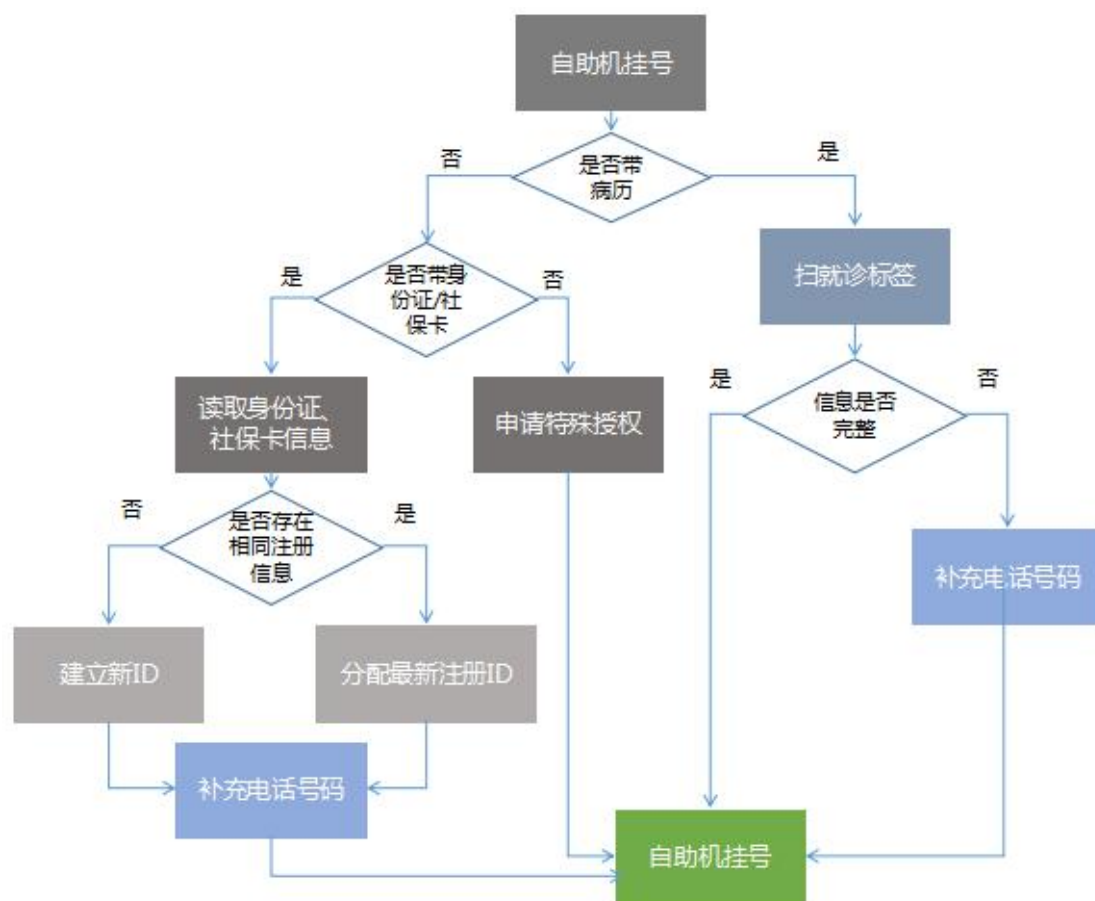 自助机挂号
否
是
是否带
病历
是
是否带身
份证/社
保卡
否
扫就诊标签
读取身份证、
社保卡信息
申请特殊授权
是
信息是否
完整
否
否
是否存在
相同注册
信息
是
补充电话号码
建立新ID
分配最新注册ID
补充电话号码
自助机挂号